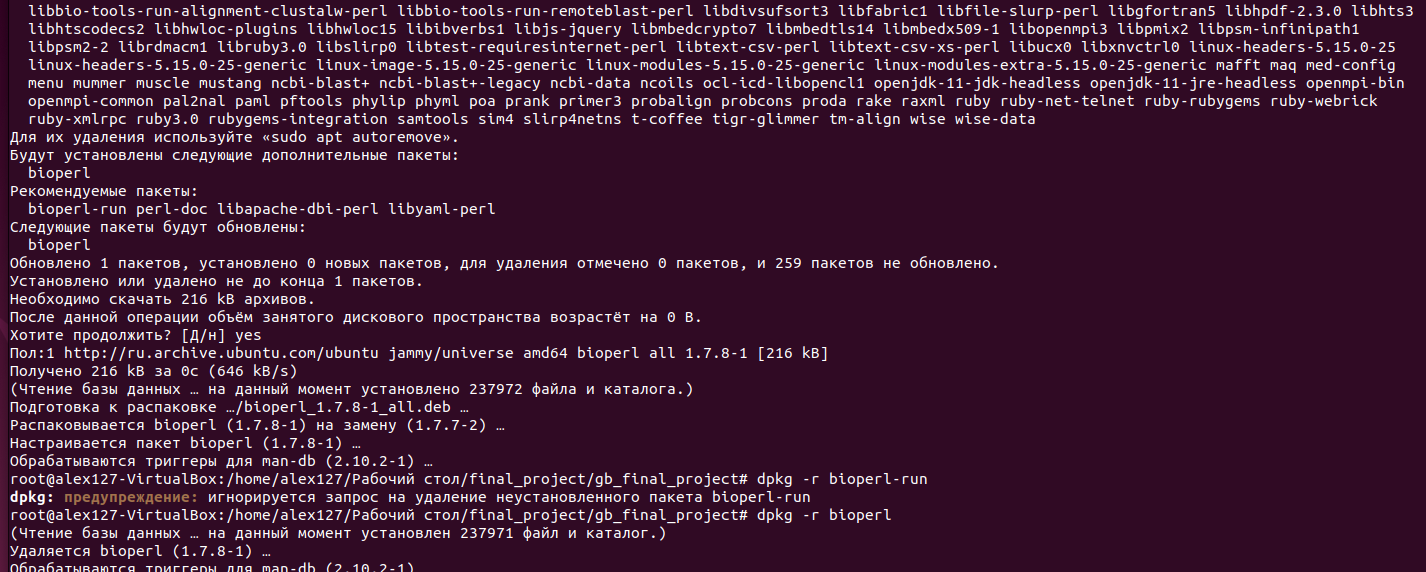 libbio-tools-run-alignment-clustalw-perl libbio-tools-run-remoteblast-perl libdivsufsort3 libfabric1 libfile-slurp-perl libgfortran5 libhpdf-2.3.0 libhts3
libhtscodecs2 libhwloc-plugins libhwloc15 libibverbs1 libjs-jquery libmbedcrypto7 libmbedtls14 libmbedx509-1 libopenmpi3 libpmix2 libpsm-infinipath1
libpsm2-2 librdmacm1 libruby3.0 libslirp0 libtest-requiresinternet-perl libtext-csv-perl libtext-csv-xs-perl libucx0 libxnvctrl0 linux-headers-5.15.0-25
linux-headers-5.15.0-25-generic linux-image-5.15.0-25-generic linux-modules-5.15.0-25-generic linux-modules-extra-5.15.0-25-generic mafft maq med-config
menu mummer muscle mustang ncbi-blast+ ncbi-blast+-legacy ncbi-data ncoils ocl-icd-libopencl1 openjdk-11-jdk-headless openjdk-11-jre-headless openmpi-bin
openmpi-common pal2nal paml pftools phylip phyml poa prank primer3 probalign probcons proda rake raxml ruby ruby-net-telnet ruby-rubygems ruby-webrick
ruby-xmlrpc ruby3.0 rubygems-integration samtools sim4 slirp4netns t-coffee tigr-glimmer tm-align wise wise-data
Для их удаления используйте «sudo apt autoremove».
Будут установлены следующие дополнительные пакеты:
bioperl
Рекомендуемые пакеты:
bioperl-run perl-doc libapache-dbi-perl libyaml-perl
Следующие пакеты будут обновлены:
bioperl
Обновлено 1 пакетов, установлено 0 новых пакетов, для удаления отмечено 0 пакетов, и 259 пакетов не обновлено.
Установлено или удалено не до конца 1 пакетов.
Необходимо скачать 216 kB архивов.
После данной операции объём занятого дискового пространства возрастёт на 0 B.
Хотите продолжить? [Д/н] yes
Пол:1 http://ru.archive.ubuntu.com/ubuntu jammy/universe amd64 bioperl all 1.7.8-1 [216 kB]
Получено 216 kB за 0с (646 kB/s)
(Чтение базы данных … на данный момент установлено 237972 файла и каталога.)
Подготовка к распаковке …/bioperl_1.7.8-1_all.deb …
Распаковывается bioperl (1.7.8-1) на замену (1.7.7-2) …
Настраивается пакет bioperl (1.7.8-1) …
Обрабатываются триггеры для man-db (2.10.2-1) …
root@alex127-VirtualBox:/home/alex127/Рабочий стол/final_project/gb_final_project# dpkg -r bioperl-run
dpkg: предупреждение: игнорируется запрос на удаление неустановленного пакета bioperl-run
root@alex127-VirtualBox:/home/alex127/Рабочий стол/final_project/gb_final_project# dpkg -r bioperl
(Чтение базы данных … на данный момент установлен 237971 файл и каталог.)
Удаляется bioperl (1.7.8-1) …
Обрабатываются триггеры для man-db (2.10.2-1)